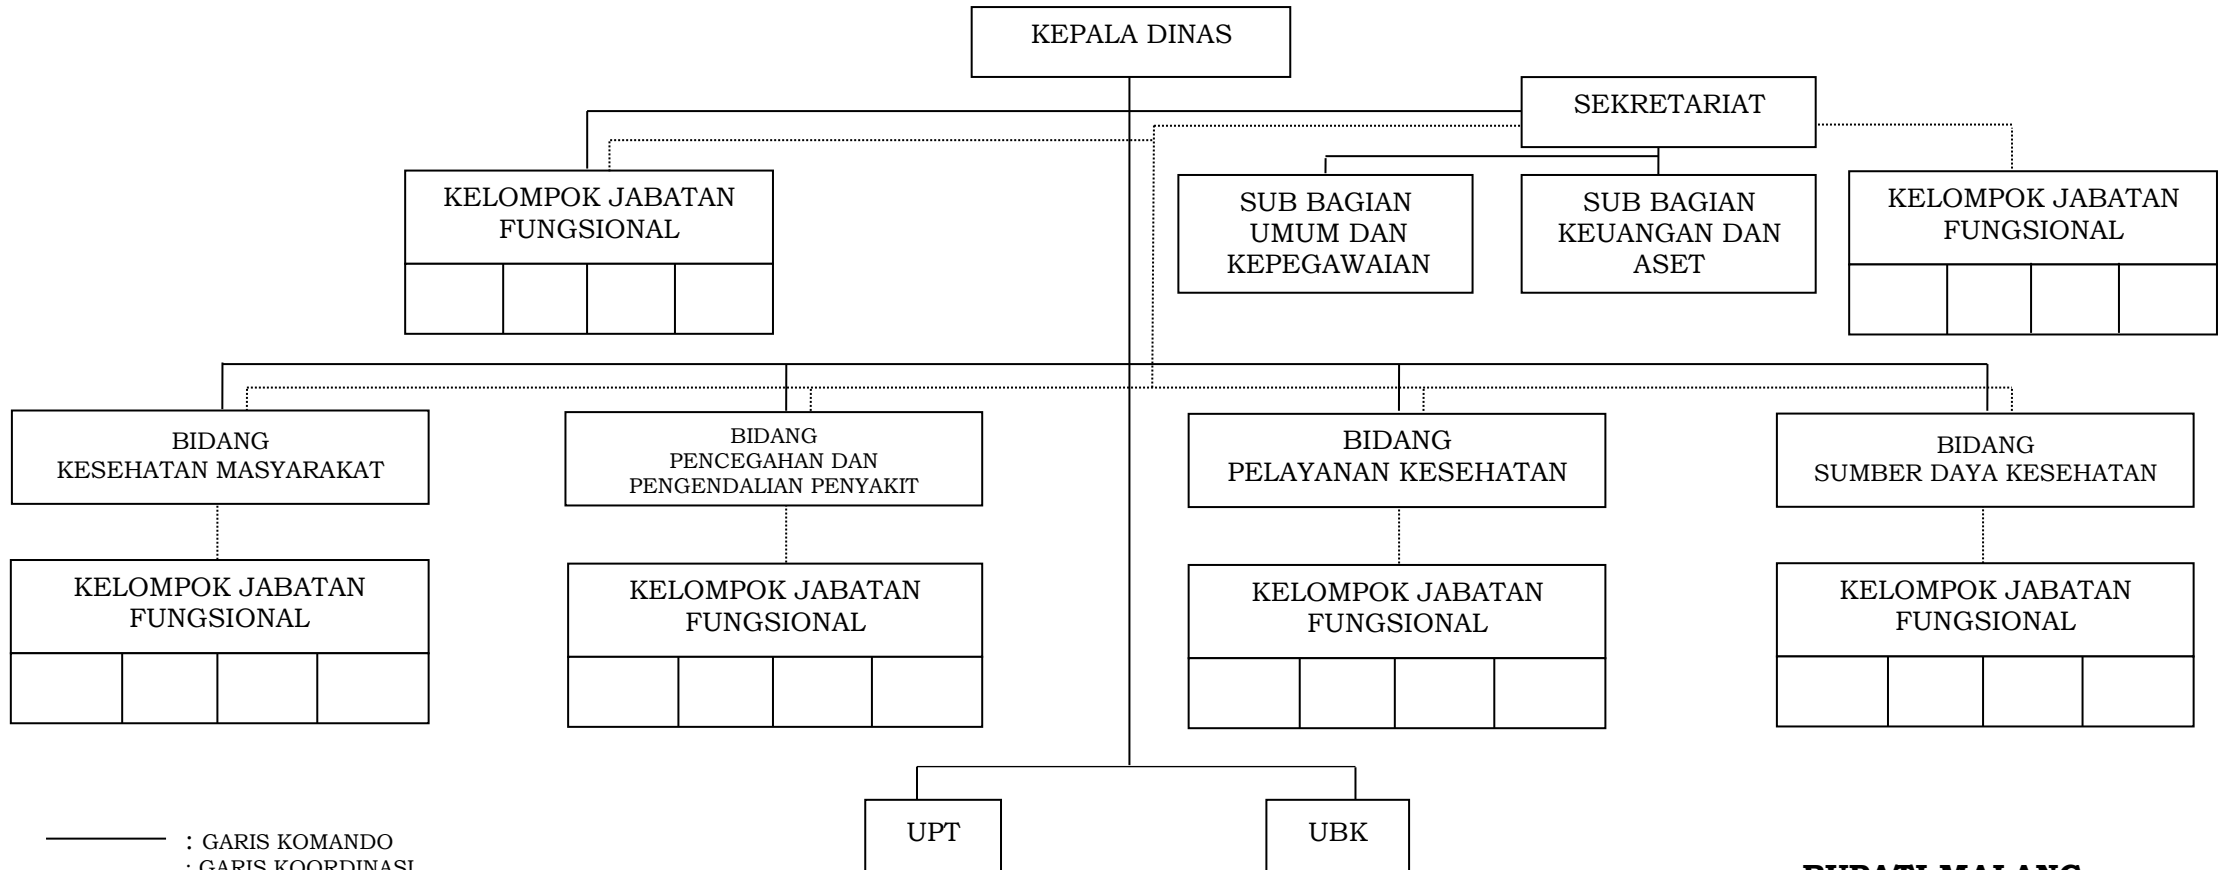 KEPALA DINAS
SEKRETARIAT
KELOMPOK JABATAN
FUNGSIONAL
SUB BAGIAN
UMUM DAN
KEPEGAWAIAN
SUB BAGIAN
KEUANGAN DAN
ASET
KELOMPOK JABATAN
FUNGSIONAL
BIDANG
KESEHATAN MASYARAKAT
BIDANG
PENCEGAHAN DAN
PENGENDALIAN PENYAKIT
BIDANG
PELAYANAN KESEHATAN
BIDANG
SUMBER DAYA KESEHATAN
KELOMPOK JABATAN
FUNGSIONAL
KELOMPOK JABATAN
FUNGSIONAL
KELOMPOK JABATAN
FUNGSIONAL
KELOMPOK JABATAN
FUNGSIONAL
UPT
UBK
: GARIS KOMANDO
: GARIS KOORDINASI
BUPATI MALANG